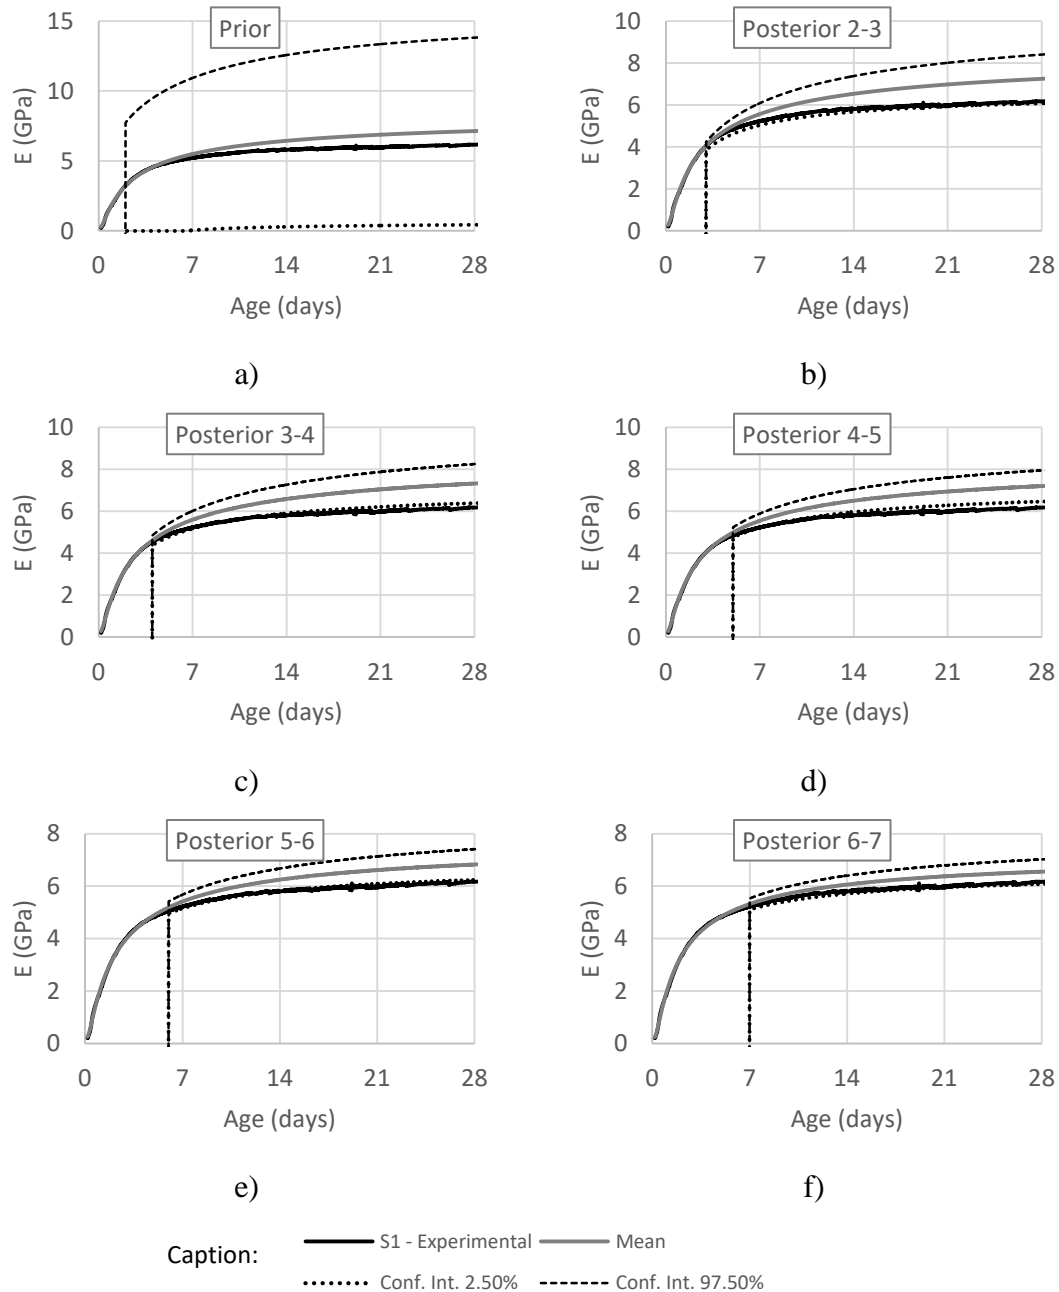 Prior
E (GPa)
15
10
5
0
0 7 14 21 28
Age (days)
a)
Posterior 2-3
E (GPa)
10
8
6
4
2
0
0 7 14 21 28
Age (days)
b)
Posterior 3-4
E (GPa)
10
8
6
4
2
0
0 7 14 21 28
Age (days)
c)
Posterior 4-5
E (GPa)
10
8
6
4
2
0
0 7 14 21 28
Age (days)
d)
Posterior 5-6
E (GPa)
8
6
4
2
0
0 7 14 21 28
Age (days)
e)
Posterior 6-7
E (GPa)
8
6
4
2
0
0 7 14 21 28
Age (days)
f)
Caption:
S1 - Experimental Mean
Conf. Int. 2.50% Conf. Int. 97.50%